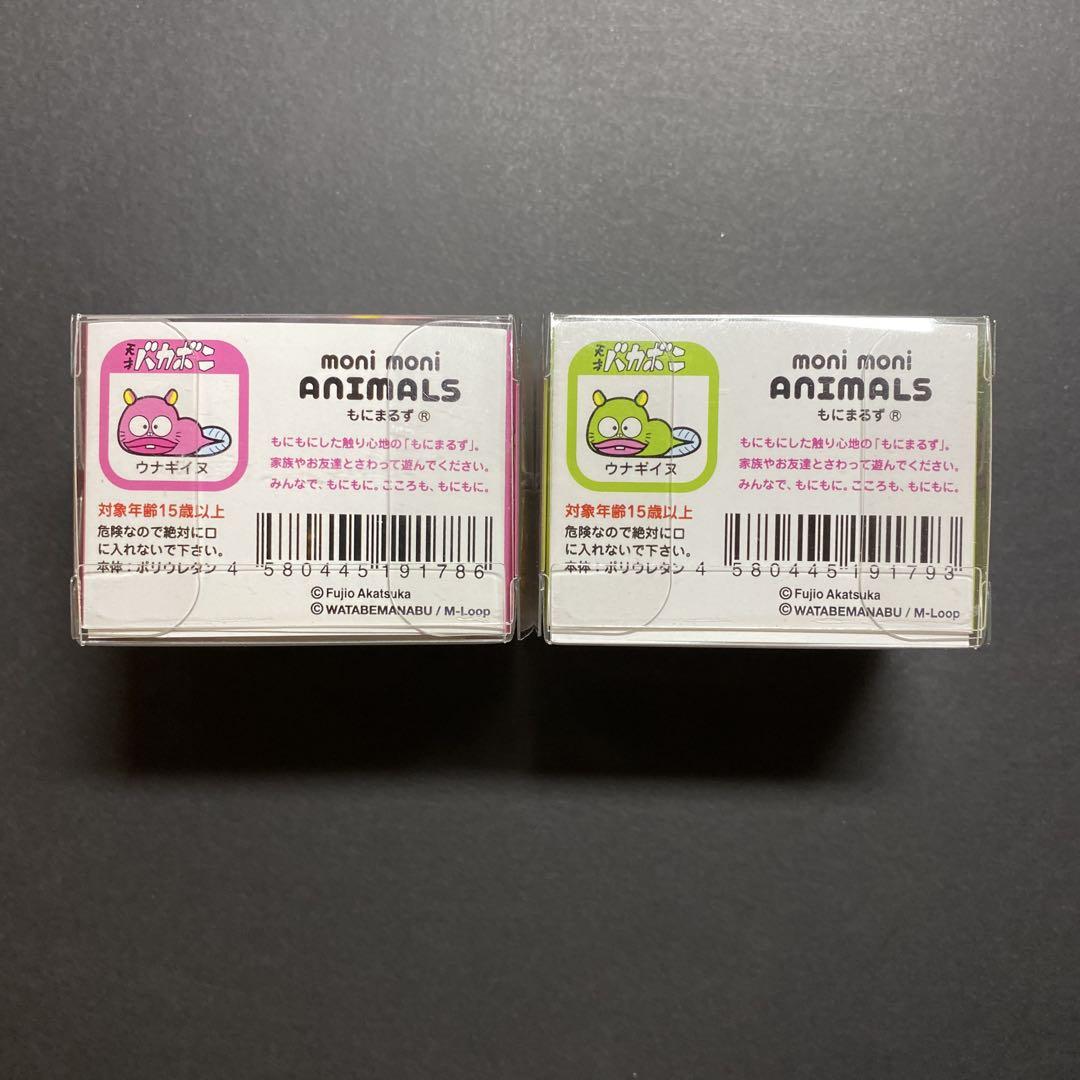 天才バカボン
ウナギイヌ
moni moni
ANIMALS
もにまるず ®
もにもにした触り心地の「もにまるず」。
家族やお友達とさわって遊んでください。
みんなで、もにもに。こころも、もにもに。
対象年齢15歳以上
危険なので絶対に口
に入れないで下さい。
本体：ポリウレタン
4 580445 191786
©Fujio Akatsuka
©WATABEMANABU / M-Loop
天才バカボン
ウナギイヌ
moni moni
ANIMALS
もにまるず ®
もにもにした触り心地の「もにまるず」。
家族やお友達とさわって遊んでください。
みんなで、もにもに。こころも、もにもに。
対象年齢15歳以上
危険なので絶対に口
に入れないで下さい。
本体：ポリウレタン
4 580445 191793
©Fujio Akatsuka
©WATABEMANABU / M-Loop